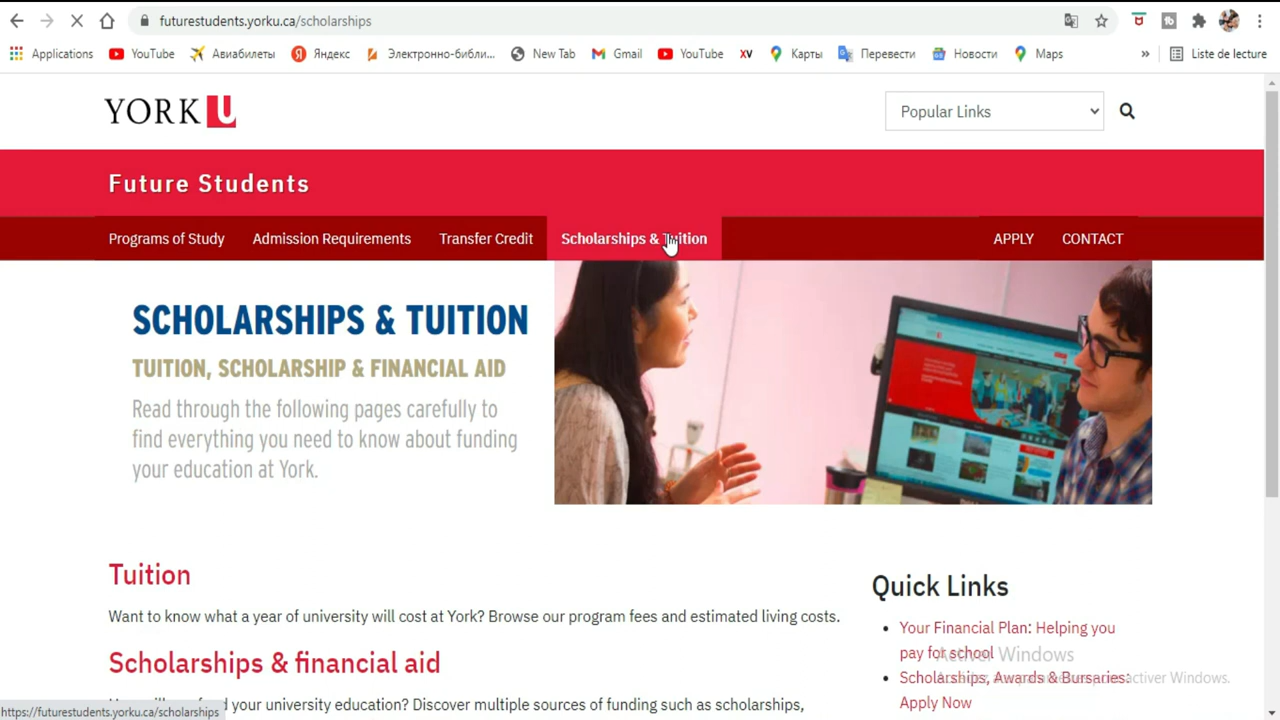 futurestudents.yorku.ca/scholarships
Applications YouTube Авиабилеты Яндекс Электронно-библи... New Tab Gmail YouTube XV Карты Перевести Новости Maps » Liste de lecture
YORK U
Popular Links
Future Students
Programs of Study Admission Requirements Transfer Credit Scholarships & Tuition APPLY CONTACT
SCHOLARSHIPS & TUITION
TUITION, SCHOLARSHIP & FINANCIAL AID
Read through the following pages carefully to
find everything you need to know about funding
your education at York.
Tuition
Want to know what a year of university will cost at York? Browse our program fees and estimated living costs.
Scholarships & financial aid
your university education? Discover multiple sources of funding such as scholarships,
Quick Links
Your Financial Plan: Helping you
pay for school
Scholarships, Awards & Bursaries:
Apply Now
Activer Windows
activer Windows.
https://futurestudents.yorku.ca/scholarships